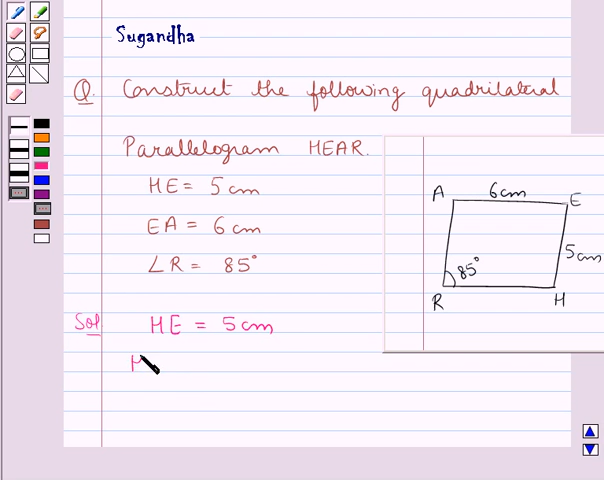 Sugandha
Q. Construct the following quadrilateral
Parallelogram HEAR.
HE = 5 cm
EA = 6 cm
∠R = 85°
A 6cm E
85° 5cm
R H
Sol HE = 5 cm
H